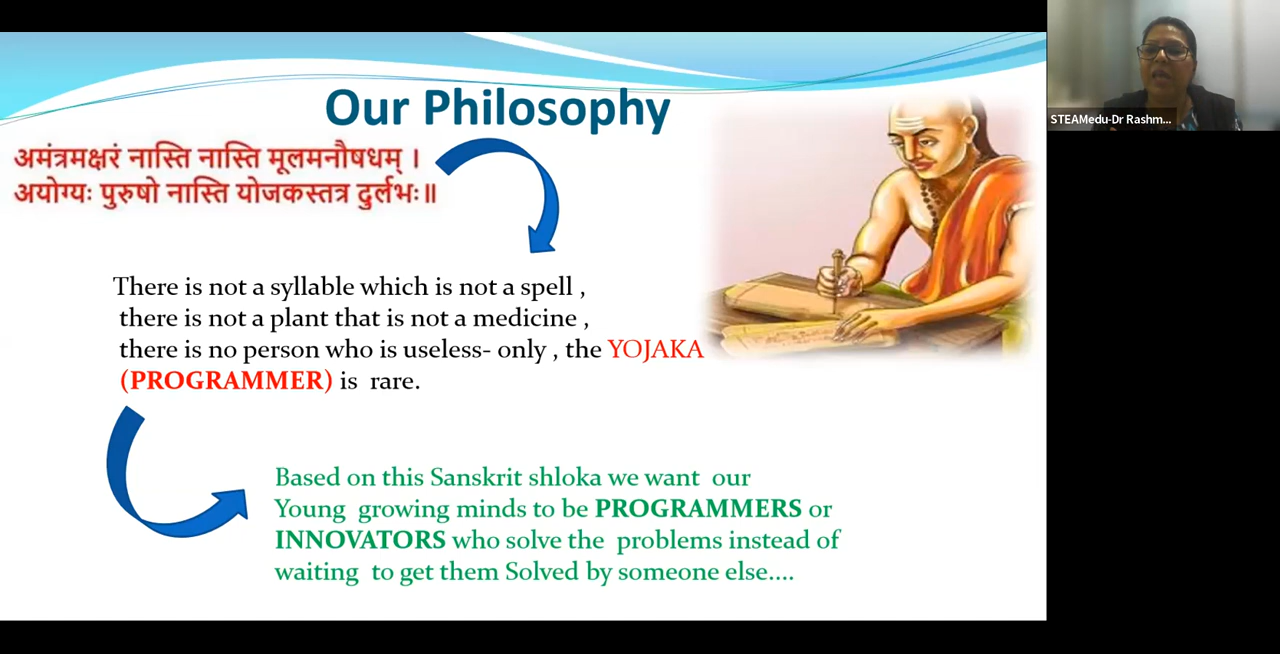 Our Philosophy
अमंत्रमक्षरं नास्ति नास्ति मूलमनौषधम् ।
अयोग्यः पुरुषो नास्ति योजकस्तत्र दुर्लभः॥
There is not a syllable which is not a spell ,
there is not a plant that is not a medicine ,
there is no person who is useless- only , the YOJAKA
(PROGRAMMER) is rare.
Based on this Sanskrit shloka we want our
Young growing minds to be PROGRAMMERS or
INNOVATORS who solve the problems instead of
waiting to get them Solved by someone else....
STEAMedu-Dr Rashm...